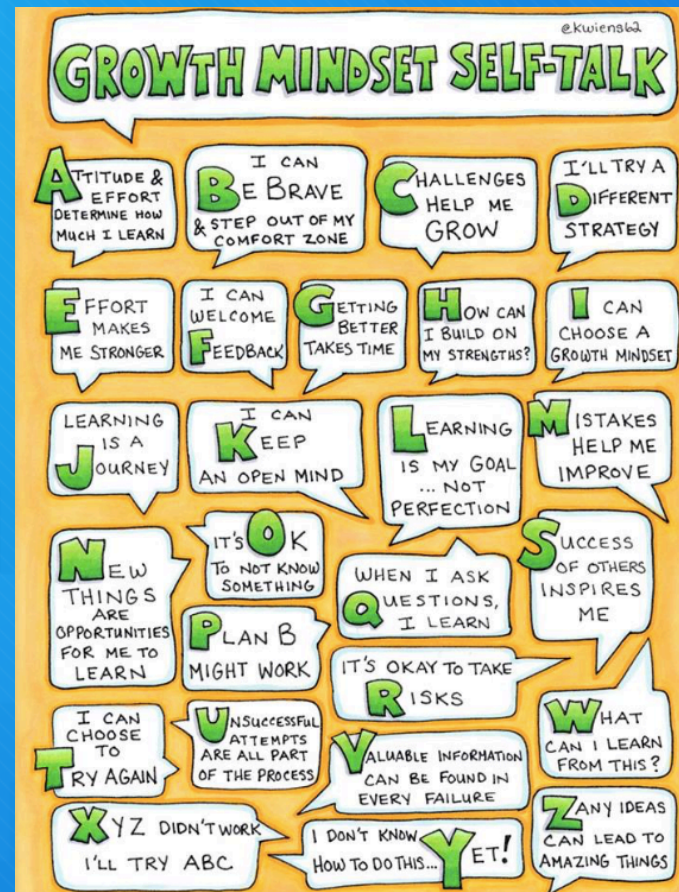 @kwiens62
GROWTH MINDSET SELF-TALK
ATTITUDE &
EFFORT
DETERMINE HOW
MUCH I LEARN
I CAN
BE BRAVE
& STEP OUT OF MY
COMFORT ZONE
CHALLENGES
HELP ME
GROW
I'LL TRY A
DIFFERENT
STRATEGY
EFFORT
MAKES
ME STRONGER
I CAN
WELCOME
FEEDBACK
GETTING
BETTER
TAKES TIME
HOW CAN
I BUILD ON
MY STRENGTHS?
I CAN
CHOOSE A
GROWTH MINDSET
LEARNING
IS A
JOURNEY
I CAN
KEEP
AN OPEN MIND
LEARNING
IS MY GOAL
... NOT
PERFECTION
MISTAKES
HELP ME
IMPROVE
NEW
THINGS
ARE
OPPORTUNITIES
FOR ME TO
LEARN
IT'S OK
TO NOT KNOW
SOMETHING
PLAN B
MIGHT WORK
WHEN I ASK
QUESTIONS,
I LEARN
IT'S OKAY TO TAKE
RISKS
SUCCESS
OF OTHERS
INSPIRES
ME
I CAN
CHOOSE
TO
TRY AGAIN
UNSUCCESSFUL
ATTEMPTS
ARE ALL PART
OF THE PROCESS
VALUABLE INFORMATION
CAN BE FOUND IN
EVERY FAILURE
WHAT
CAN I LEARN
FROM THIS?
XYZ DIDN'T WORK
I'LL TRY ABC
I DON'T KNOW
HOW TO DO THIS... YET!
ZANY IDEAS
CAN LEAD TO
AMAZING THINGS